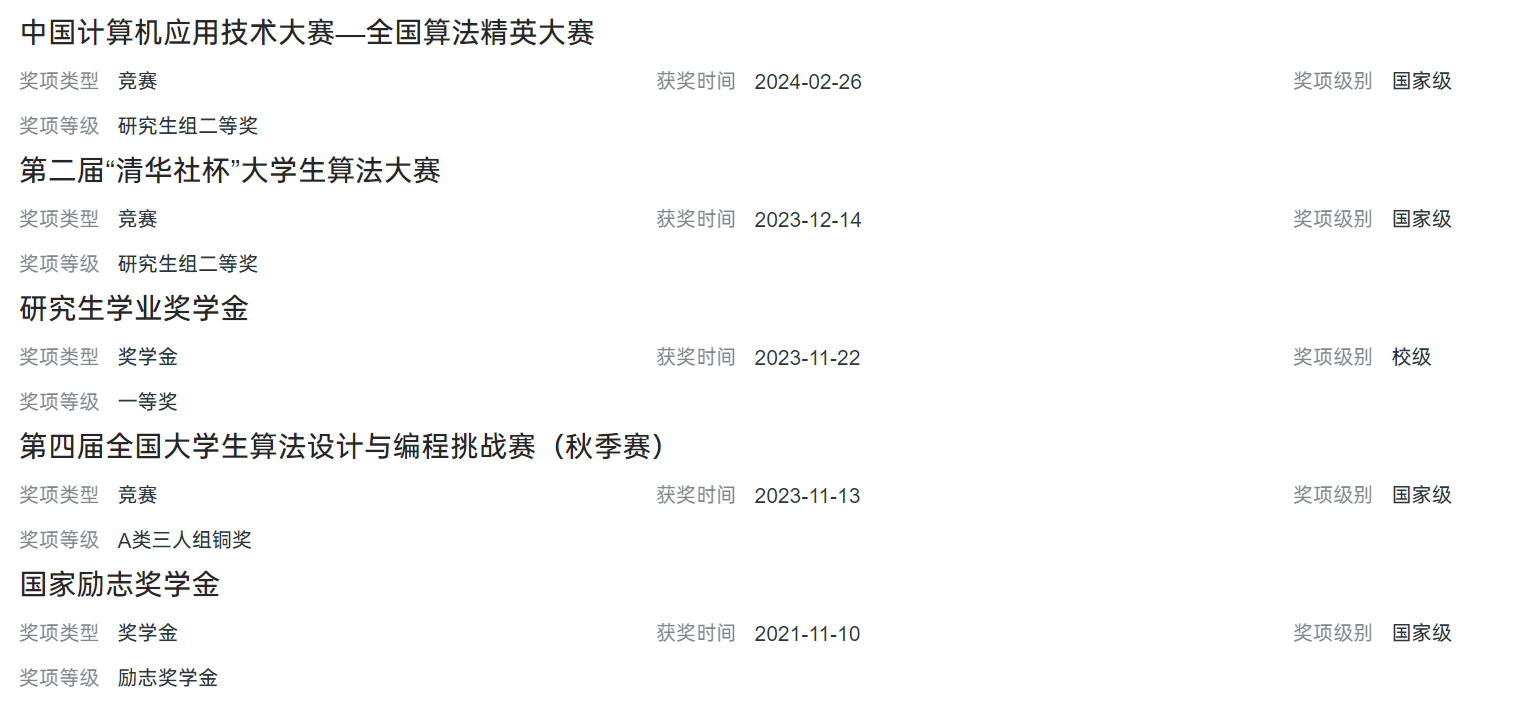 中国计算机应用技术大赛—全国算法精英大赛
奖项类型 竞赛 获奖时间 2024-02-26 奖项级别 国家级
奖项等级 研究生组二等奖
第二届“清华社杯”大学生算法大赛
奖项类型 竞赛 获奖时间 2023-12-14 奖项级别 国家级
奖项等级 研究生组二等奖
研究生学业奖学金
奖项类型 奖学金 获奖时间 2023-11-22 奖项级别 校级
奖项等级 一等奖
第四届全国大学生算法设计与编程挑战赛（秋季赛）
奖项类型 竞赛 获奖时间 2023-11-13 奖项级别 国家级
奖项等级 A类三人组铜奖
国家励志奖学金
奖项类型 奖学金 获奖时间 2021-11-10 奖项级别 国家级
奖项等级 励志奖学金